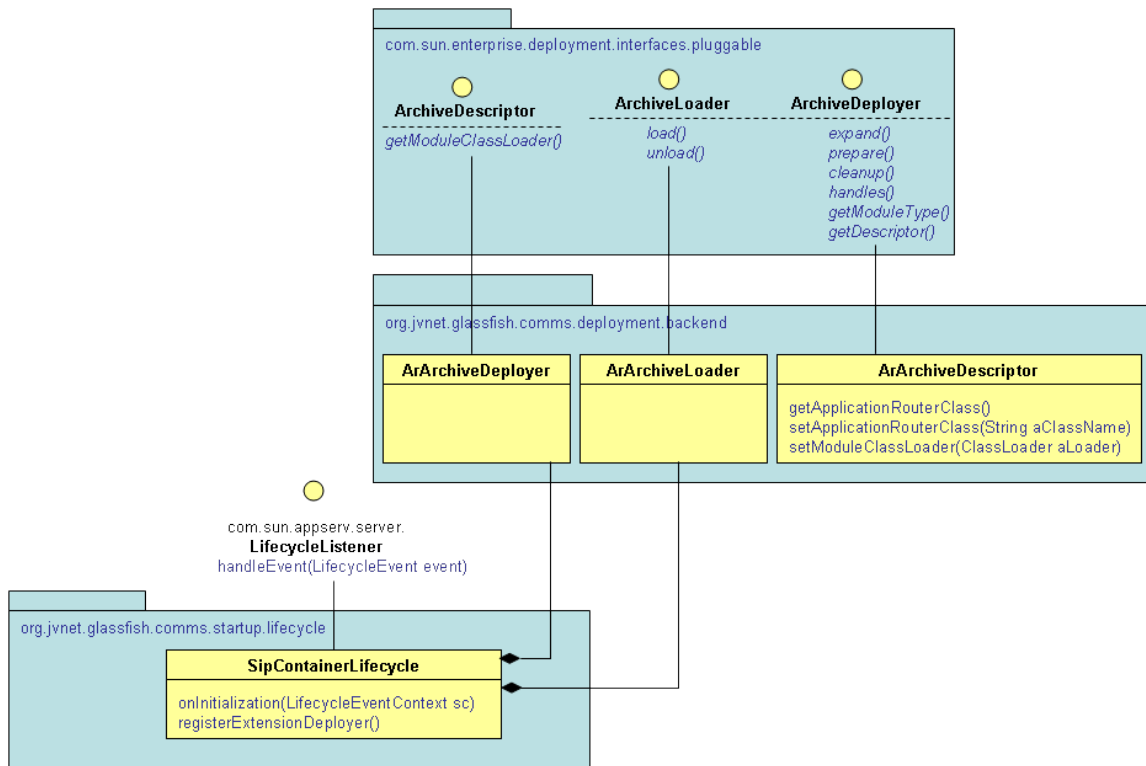 com.sun.enterprise.deployment.interfaces.pluggable
ArchiveDescriptor
getModuleClassLoader()
ArchiveLoader
load()
unload()
ArchiveDeployer
expand()
prepare()
cleanup()
handles()
getModuleType()
getDescriptor()
org.jvnet.glassfish.comms.deployment.backend
ArArchiveDeployer
ArArchiveLoader
ArArchiveDescriptor
getApplicationRouterClass()
setApplicationRouterClass(String aClassName)
setModuleClassLoader(ClassLoader aLoader)
com.sun.appserv.server.
LifecycleListener
handleEvent(LifecycleEvent event)
org.jvnet.glassfish.comms.startup.lifecycle
SipContainerLifecycle
onInitialization(LifecycleEventContext sc)
registerExtensionDeployer()